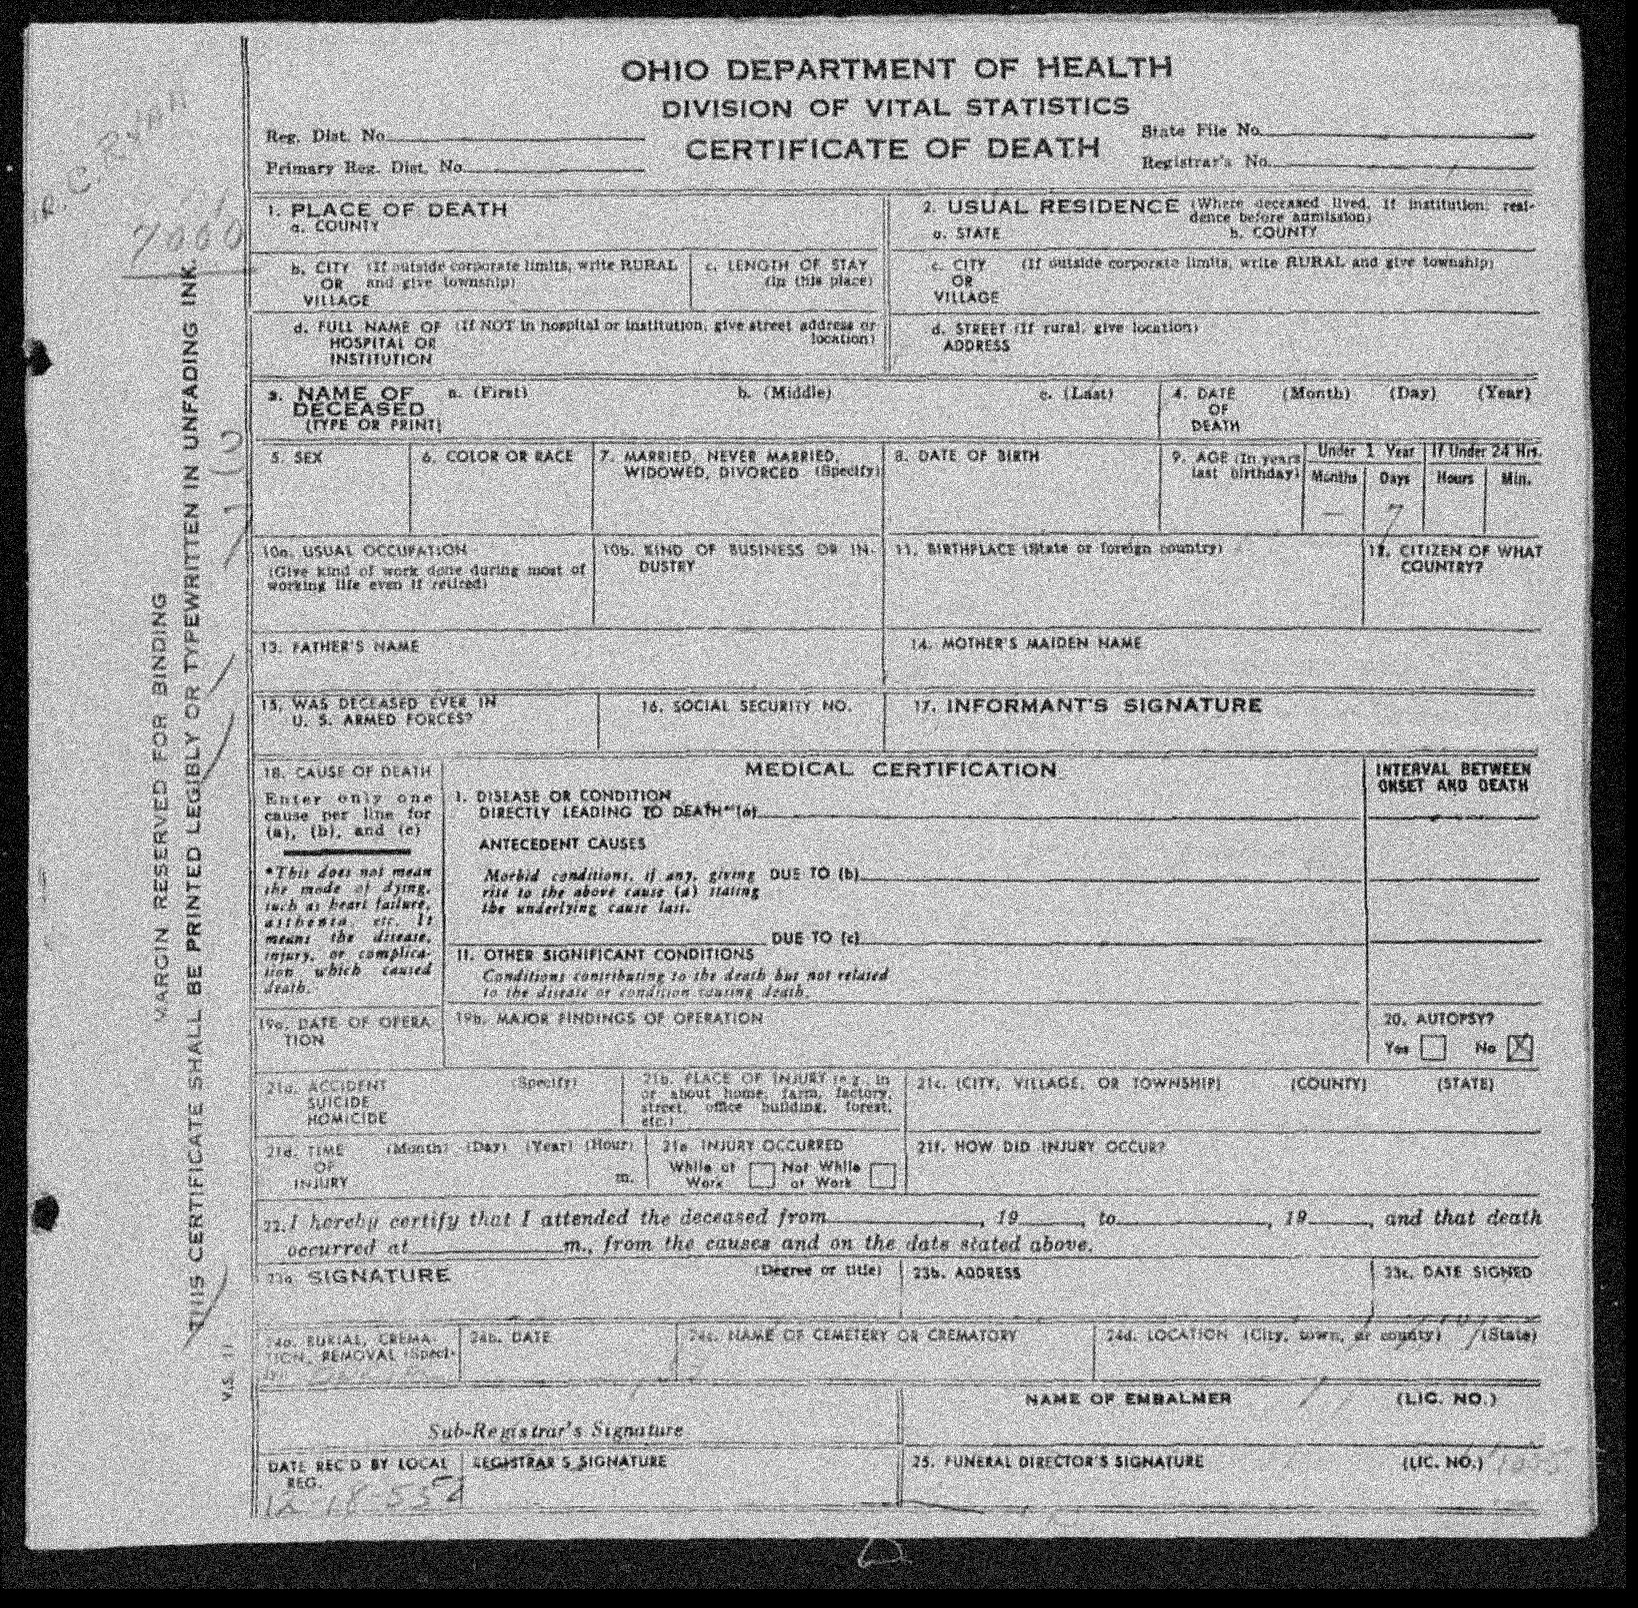 OHIO DEPARTMENT OF HEALTH
DIVISION OF VITAL STATISTICS
CERTIFICATE OF DEATH
Reg. Dist. No.
Primary Reg. Dist. No.
State File No.
Registrar's No.
1. PLACE OF DEATH
a. COUNTY
2. USUAL RESIDENCE (Where deceased lived. If institution: resi-
dence before admission)
a. STATE b. COUNTY
b. CITY (If outside corporate limits, write RURAL
OR and give township)
VILLAGE
c. LENGTH OF STAY
(in this place)
c. CITY (If outside corporate limits, write RURAL and give township)
OR
VILLAGE
d. FULL NAME OF (If NOT in hospital or institution, give street address or
HOSPITAL OR location)
INSTITUTION
d. STREET (If rural, give location)
ADDRESS
3. NAME OF a. (First) b. (Middle) c. (Last)
DECEASED
(TYPE OR PRINT)
4. DATE (Month) (Day) (Year)
OF
DEATH
5. SEX
6. COLOR OR RACE
7. MARRIED, NEVER MARRIED,
WIDOWED, DIVORCED (Specify)
8. DATE OF BIRTH
9. AGE (In years
last birthday)
Under 1 Year
Months Days
— 7
If Under 24 Hrs.
Hours Min.
10a. USUAL OCCUPATION
(Give kind of work done during most of
working life even if retired)
10b. KIND OF BUSINESS OR IN-
DUSTRY
11. BIRTHPLACE (State or foreign country)
12. CITIZEN OF WHAT
COUNTRY?
13. FATHER'S NAME
14. MOTHER'S MAIDEN NAME
15. WAS DECEASED EVER IN
U. S. ARMED FORCES?
16. SOCIAL SECURITY NO.
17. INFORMANT'S SIGNATURE
18. CAUSE OF DEATH
Enter only one
cause per line for
(a), (b), and (c)
*This does not mean
the mode of dying,
such as heart failure,
asthenia etc. It
means the disease,
injury, or complica-
tion which caused
death.
MEDICAL CERTIFICATION
I. DISEASE OR CONDITION
DIRECTLY LEADING TO DEATH*(a)
ANTECEDENT CAUSES
Morbid conditions, if any, giving DUE TO (b)
rise to the above cause (a) stating
the underlying cause last.
DUE TO (c)
II. OTHER SIGNIFICANT CONDITIONS
Conditions contributing to the death but not related
to the disease or condition causing death.
INTERVAL BETWEEN
ONSET AND DEATH
19a. DATE OF OPERA-
TION
19b. MAJOR FINDINGS OF OPERATION
20. AUTOPSY?
Yes No X
21a. ACCIDENT (Specify)
SUICIDE
HOMICIDE
21b. PLACE OF INJURY (e.g., in
or about home, farm, factory,
street, office building, forest,
etc.)
21c. (CITY, VILLAGE, OR TOWNSHIP) (COUNTY) (STATE)
21d. TIME (Month) (Day) (Year) (Hour)
OF
INJURY m.
21e. INJURY OCCURRED
While at Not While
Work at Work
21f. HOW DID INJURY OCCUR?
22. I hereby certify that I attended the deceased from , 19 , to , 19 , and that death
occurred at m., from the causes and on the date stated above.
23a. SIGNATURE (Degree or title)
23b. ADDRESS
23c. DATE SIGNED
24a. BURIAL, CREMA-
TION, REMOVAL (Speci-
fy)
24b. DATE
24c. NAME OF CEMETERY OR CREMATORY
24d. LOCATION (City, town, or county) (State)
NAME OF EMBALMER (LIC. NO.)
Sub-Registrar's Signature
DATE REC'D BY LOCAL
REG.
12-18-53
REGISTRAR'S SIGNATURE
25. FUNERAL DIRECTOR'S SIGNATURE (LIC. NO.)
MARGIN RESERVED FOR BINDING
THIS CERTIFICATE SHALL BE PRINTED LEGIBLY OR TYPEWRITTEN IN UNFADING INK.
V.S. 11
R. C. RYAN
7000